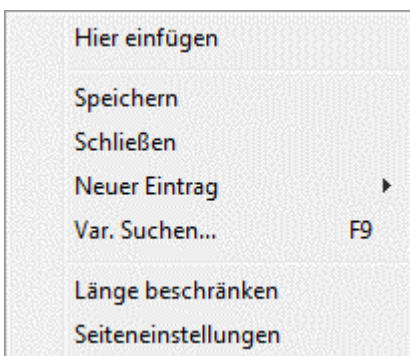 Hier einfügen
Speichern
Schließen
Neuer Eintrag
Var. Suchen... F9
Länge beschränken
Seiteneinstellungen